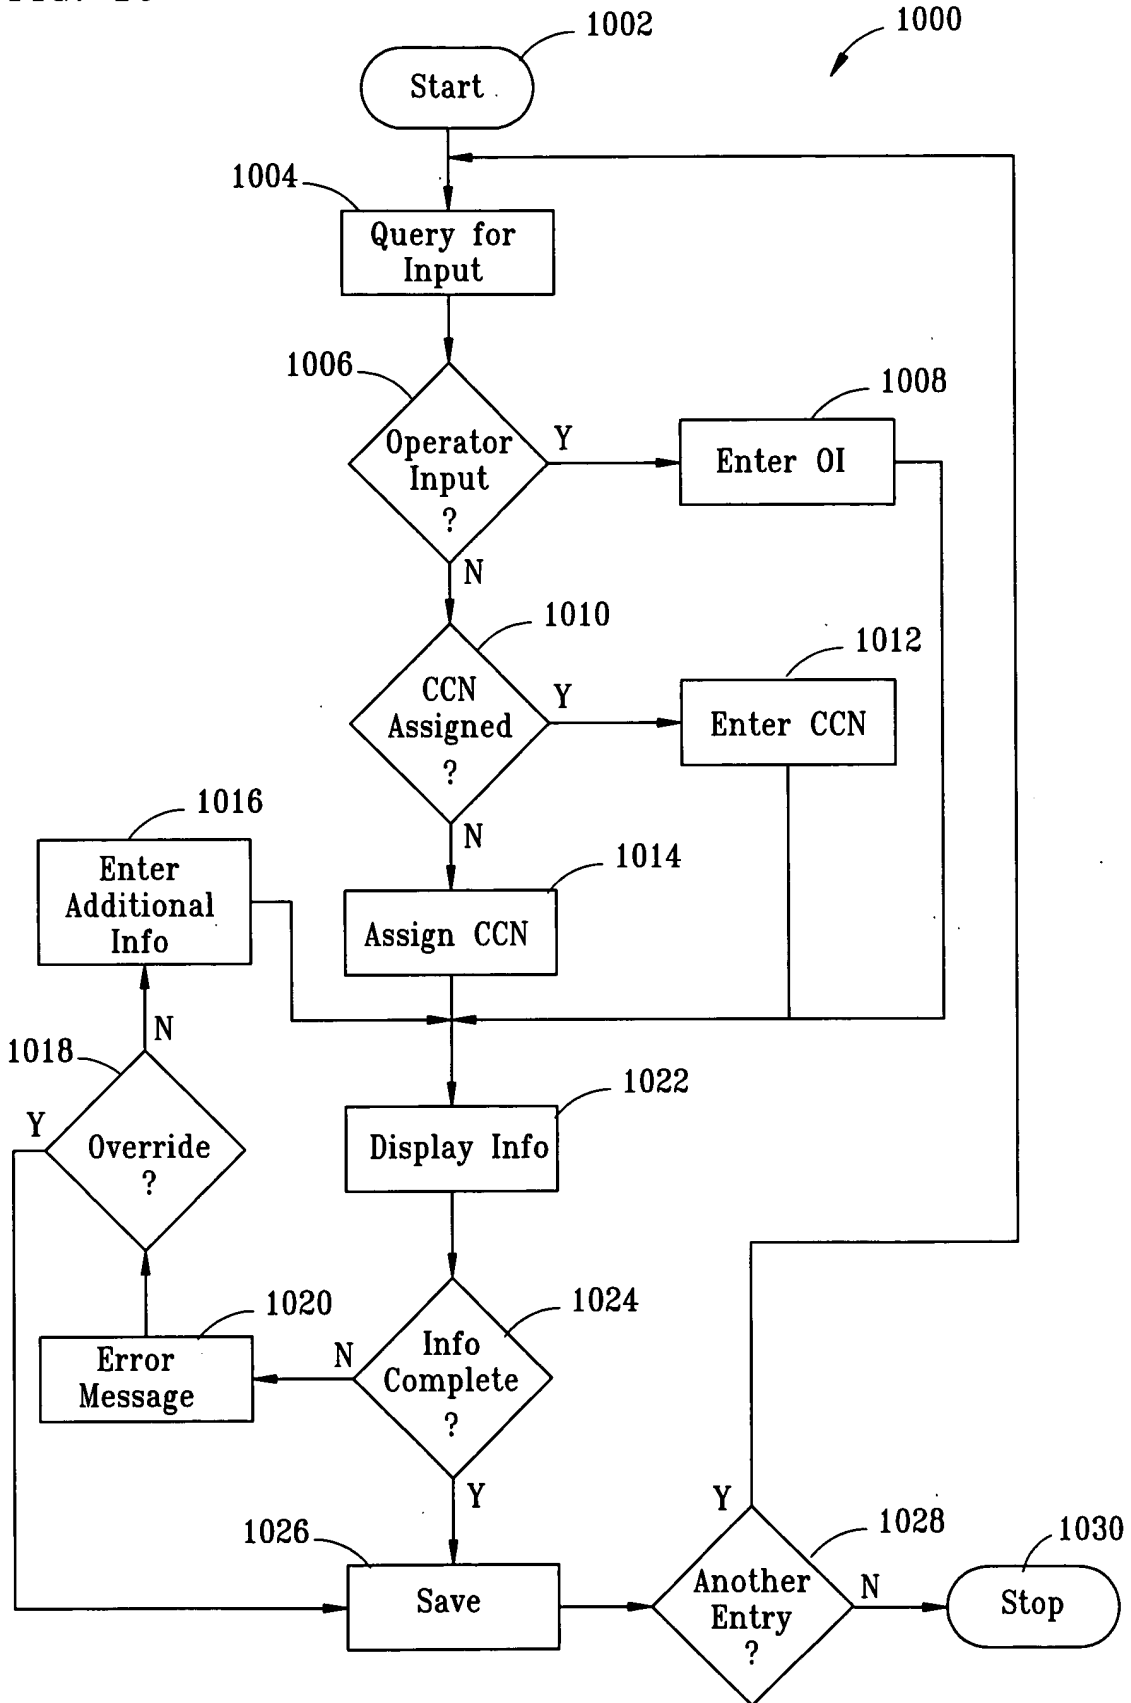 1002
1000
Start
1004
Query for
Input
1006
1008
Operator
Input
?
Y
Enter OI
N
1010
1012
CCN
Assigned
?
Y
Enter CCN
N
1016
1014
Enter
Additional
Info
Assign CCN
N
1018
1022
Y
Override
?
Display Info
1020
1024
Error
Message
N
Info
Complete
?
Y
Y
1026
1028
1030
Save
Another
Entry
?
N
Stop